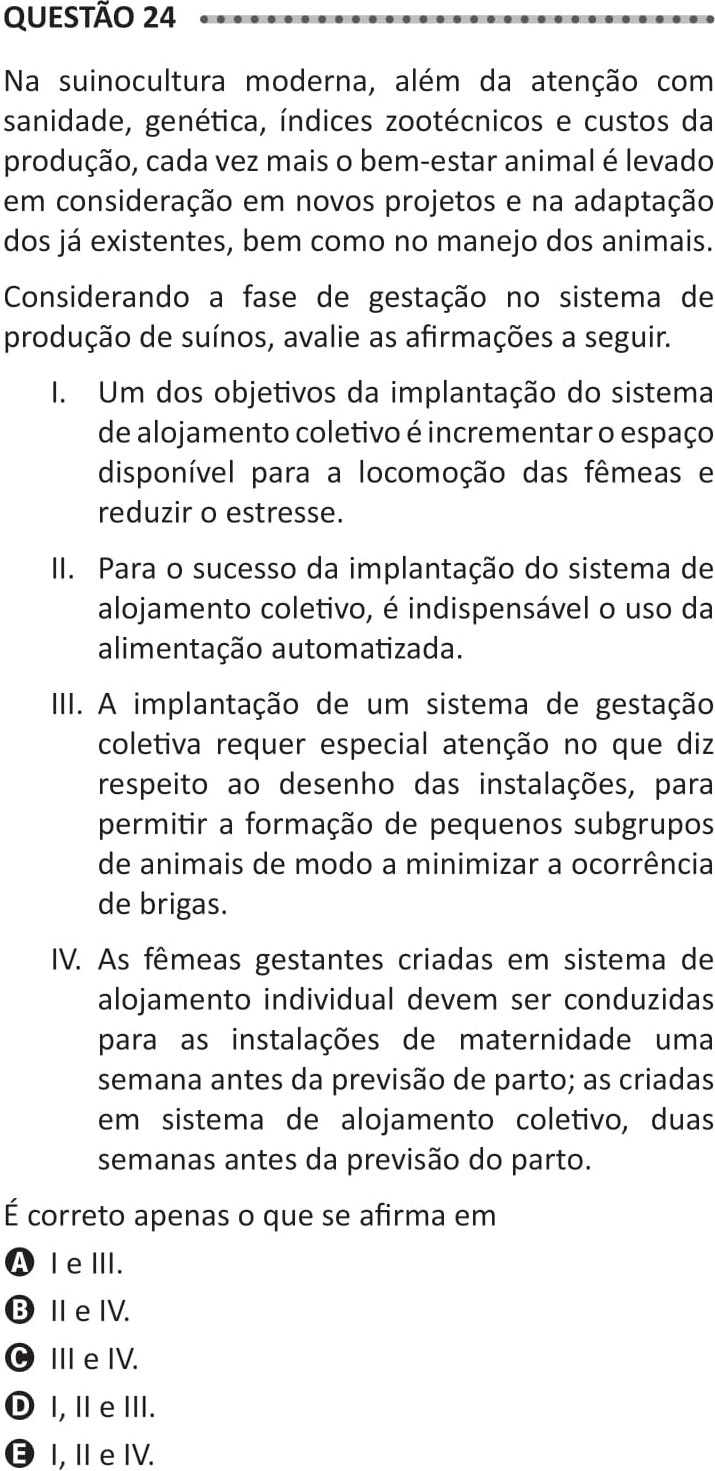 QUESTÃO 24
Na suinocultura moderna, além da atenção com
sanidade, genética, índices zootécnicos e custos da
produção, cada vez mais o bem-estar animal é levado
em consideração em novos projetos e na adaptação
dos já existentes, bem como no manejo dos animais.
Considerando a fase de gestação no sistema de
produção de suínos, avalie as afirmações a seguir.
I. Um dos objetivos da implantação do sistema
de alojamento coletivo é incrementar o espaço
disponível para a locomoção das fêmeas e
reduzir o estresse.
II. Para o sucesso da implantação do sistema de
alojamento coletivo, é indispensável o uso da
alimentação automatizada.
III. A implantação de um sistema de gestação
coletiva requer especial atenção no que diz
respeito ao desenho das instalações, para
permitir a formação de pequenos subgrupos
de animais de modo a minimizar a ocorrência
de brigas.
IV. As fêmeas gestantes criadas em sistema de
alojamento individual devem ser conduzidas
para as instalações de maternidade uma
semana antes da previsão de parto; as criadas
em sistema de alojamento coletivo, duas
semanas antes da previsão do parto.
É correto apenas o que se afirma em
A I e III.
B II e IV.
C III e IV.
D I, II e III.
E I, II e IV.